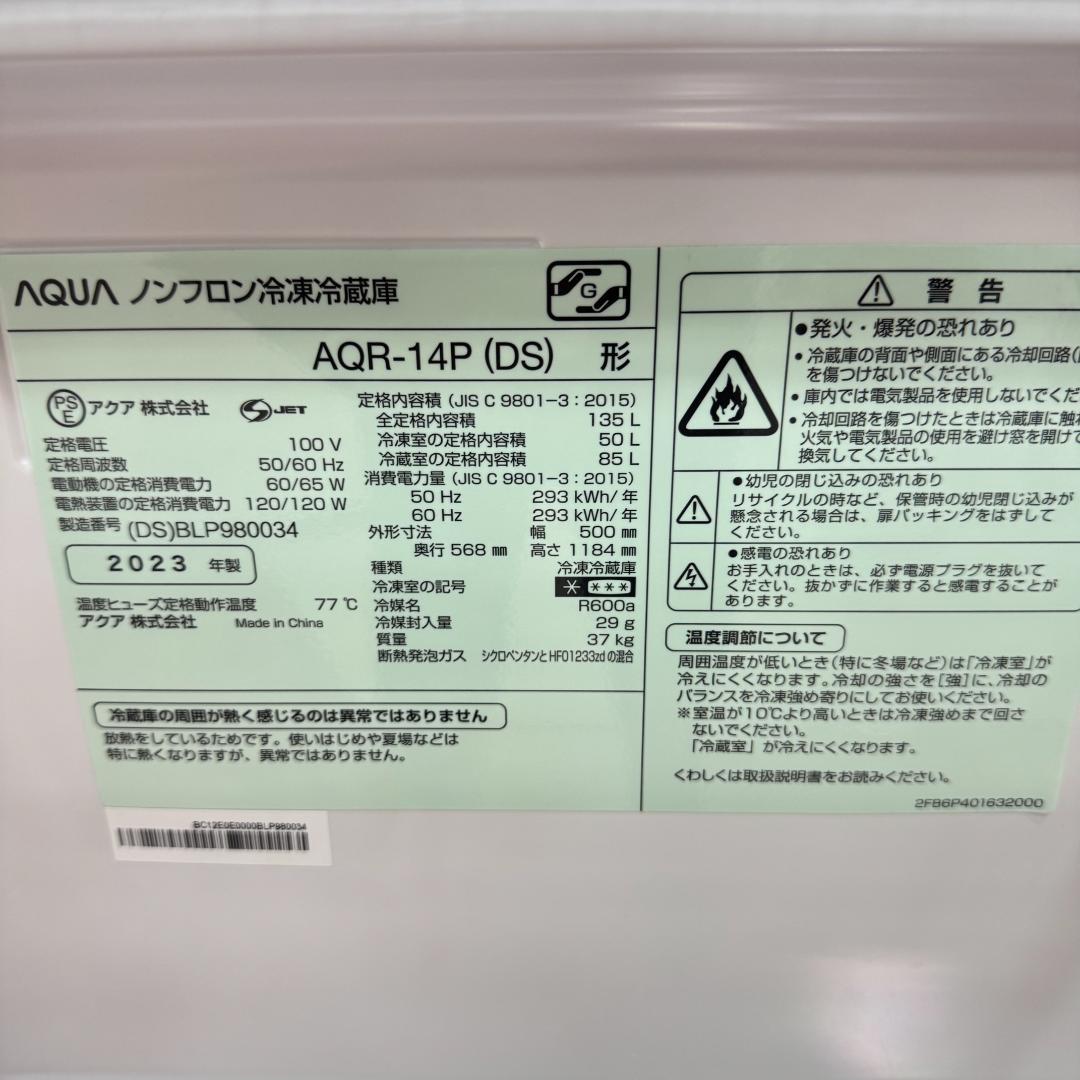 AQUA ノンフロン冷凍冷蔵庫
G
AQR-14P (DS) 形
PS E アクア 株式会社 S JET
定格電圧 100 V
定格周波数 50/60 Hz
電動機の定格消費電力 60/65 W
電熱装置の定格消費電力 120/120 W
製造番号 (DS)BLP980034
2023 年製
温度ヒューズ定格動作温度 77 ℃
アクア 株式会社 Made in China
定格内容積 (JIS C 9801-3 : 2015)
全定格内容積 135 L
冷凍室の定格内容積 50 L
冷蔵室の定格内容積 85 L
消費電力量 (JIS C 9801-3 : 2015)
50 Hz 293 kWh/年
60 Hz 293 kWh/年
外形寸法 幅 500 ㎜
奥行 568 ㎜ 高さ 1184 ㎜
種類 冷凍冷蔵庫
冷凍室の記号 * ***
冷媒名 R600a
冷媒封入量 29 g
質量 37 kg
断熱発泡ガス シクロペンタンとHFO1233zdの混合
冷蔵庫の周囲が熱く感じるのは異常ではありません
放熱をしているためです。使いはじめや夏場などは
特に熱くなりますが、異常ではありません。
BC12E0E0000BLP980034
警 告
●発火・爆発の恐れあり
・冷蔵庫の背面や側面にある冷却回路(
を傷つけないでください。
・庫内では電気製品を使用しないでくだ
・冷却回路を傷つけたときは冷蔵庫に触
火気や電気製品の使用を避け窓を開けて
換気してください。
●幼児の閉じ込みの恐れあり
リサイクルの時など、保管時の幼児閉じ込みが
懸念される場合は、扉パッキングをはずして
ください。
●感電の恐れあり
お手入れのときは、必ず電源プラグを抜いて
ください。抜かずに作業すると感電することが
あります。
温度調節について
周囲温度が低いとき(特に冬場など)は「冷凍室」が
冷えにくくなります。冷却の強さを[強]に、冷却の
バランスを冷凍強め寄りにしてお使いください。
※室温が10℃より高いときは冷凍強めまで回さ
ないでください。
「冷蔵室」が冷えにくくなります。
くわしくは取扱説明書をお読みください。
2FB6P401632000